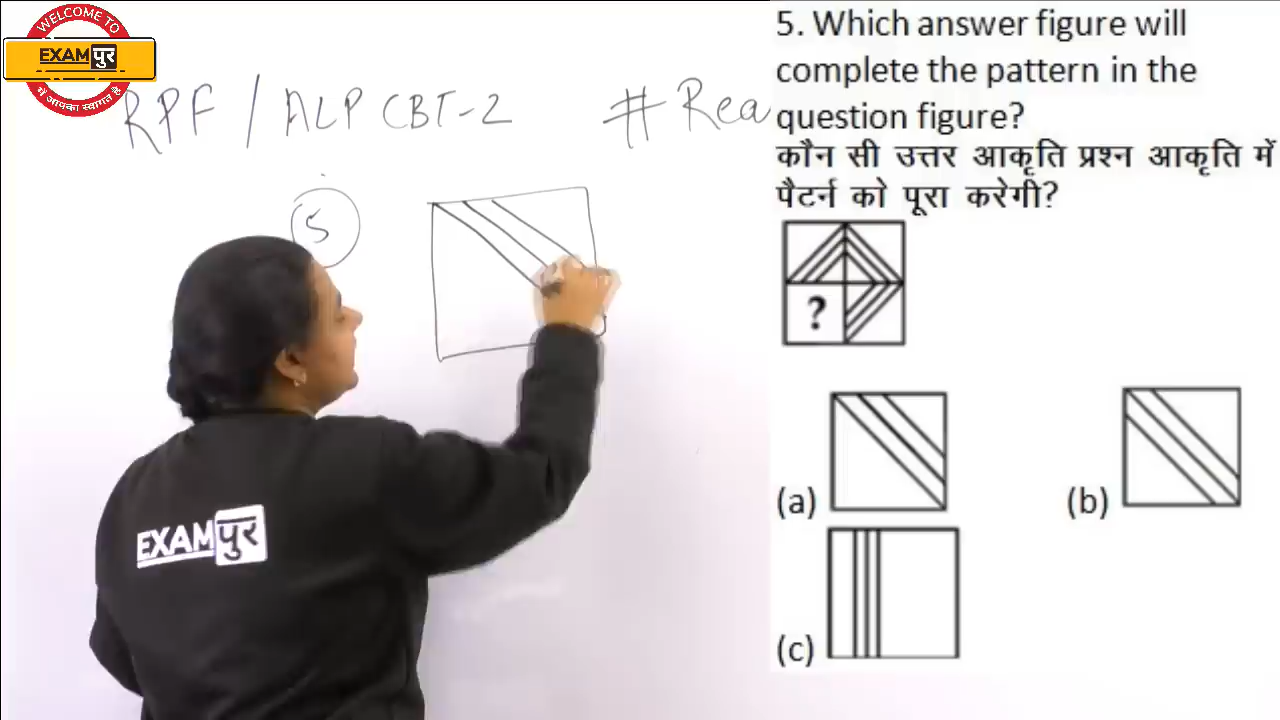 WELCOME TO
EXAMपुर
में आपका स्वागत है
RPF / ALP CBT-2 #Rea
5
EXAMपुर
5. Which answer figure will
complete the pattern in the
question figure?
कौन सी उत्तर आकृति प्रश्न आकृति में
पैटर्न को पूरा करेगी?
?
(a)
(b)
(c)